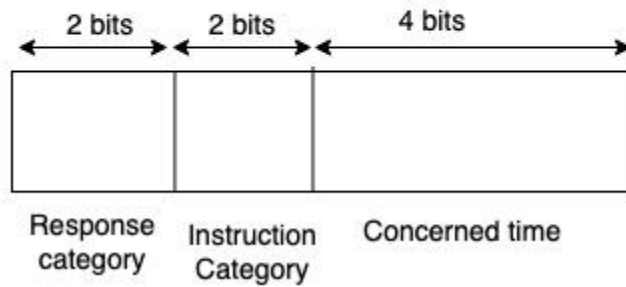 2 bits
2 bits
4 bits
Response
category
Instruction
Category
Concerned time